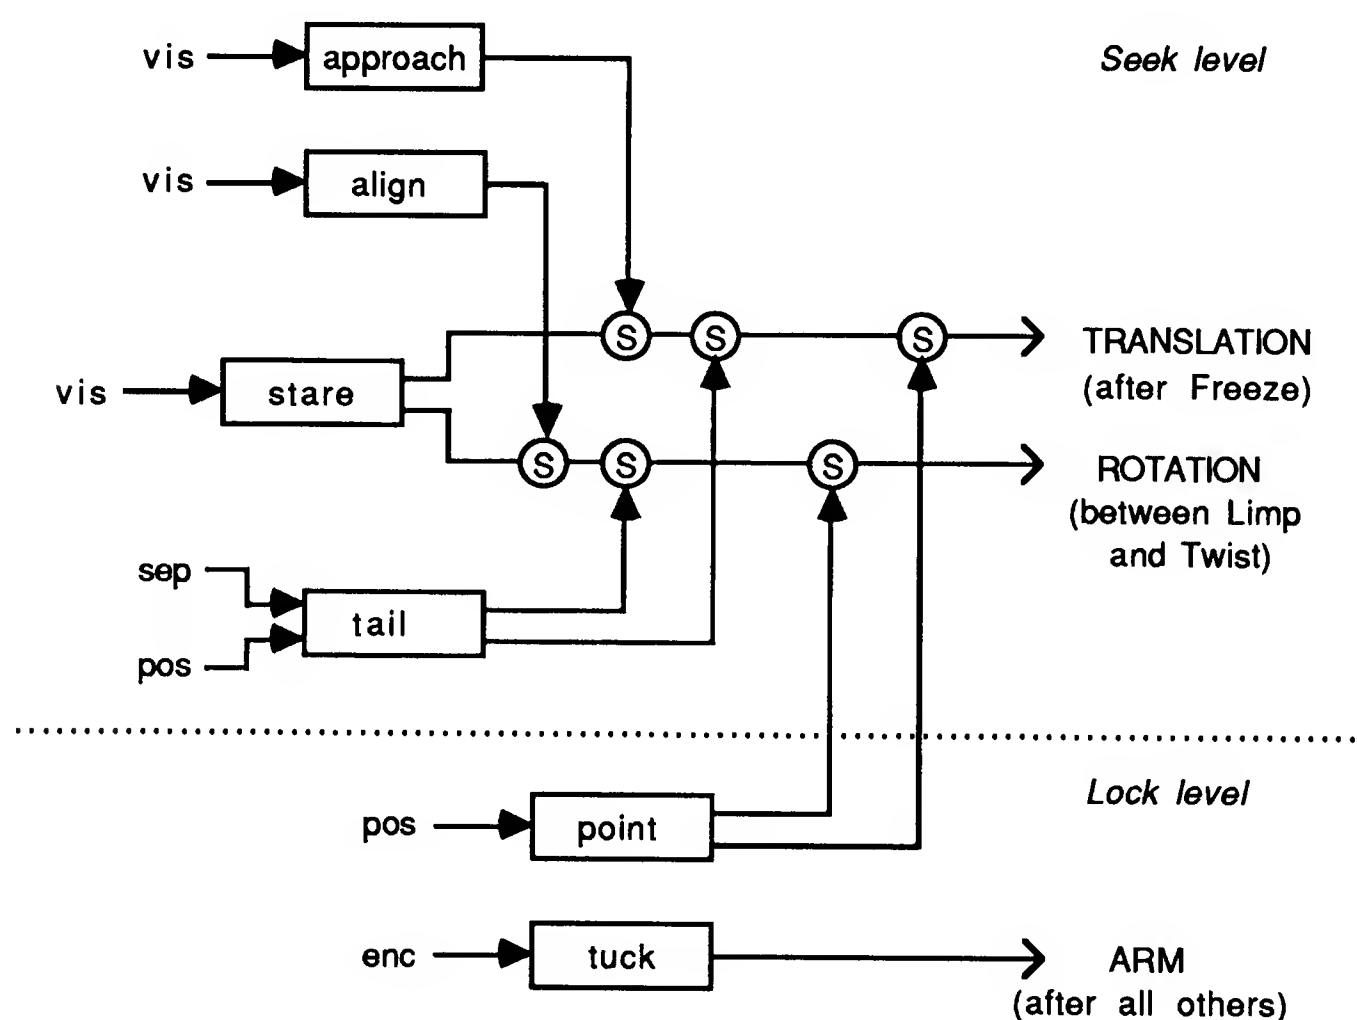 vis
approach
Seek level
vis
align
S
S
S
TRANSLATION
(after Freeze)
vis
stare
S
S
S
ROTATION
(between Limp
and Twist)
sep
tail
pos
Lock level
pos
point
enc
tuck
ARM
(after all others)